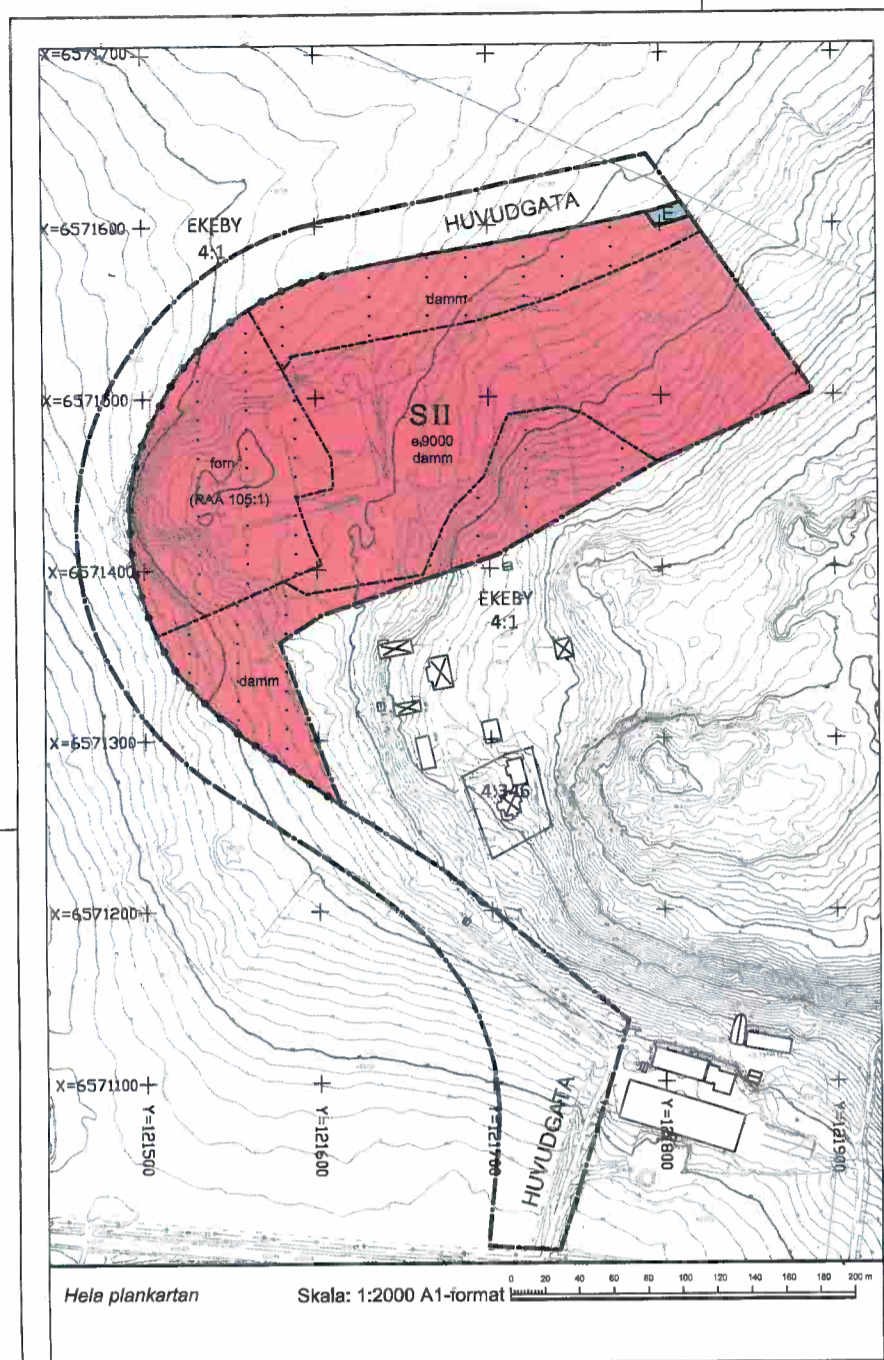 X=6571700
HUVUDGATA
E
X=6571600
EKEBY
4:1
damm
X=6571500
S II
e₁9000
damm
forn
(RAÄ 105:1)
X=6571400
EKEBY
4:1
damm
X=6571300
4:346
X=6571200
X=6571100
HUVUDGATA
Y=121500
Y=121600
Y=121700
Y=121800
Y=121900
Hela plankartan
Skala: 1:2000 A1-format
0 20 40 60 80 100 120 140 160 180 200 m